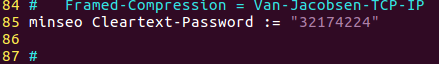 84 #   Framed-Compression = Van-Jacobsen-TCP-IP
85 minseo Cleartext-Password := "32174224"
86
87 #